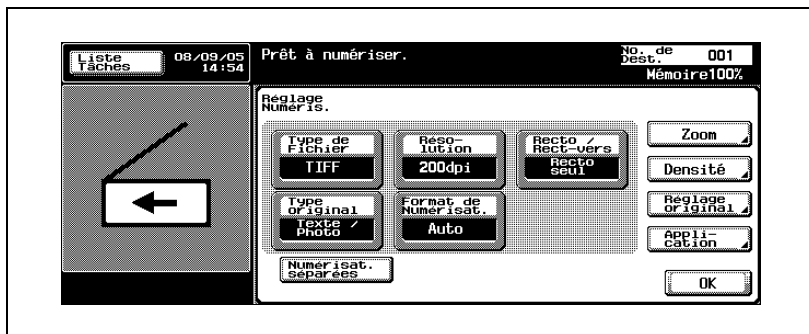 Liste
Tâches
08/09/05
14:54
Prêt à numériser.
No. de
Dest.
001
Mémoire100%
Réglage
Numéris.
Type de
Fichier
TIFF
Réso-
lution
200dpi
Recto /
Rect-vers
Recto
seul
Type
original
Texte /
Photo
Format de
Numérisat.
Auto
Numérisat.
séparées
Zoom
Densité
Réglage
original
Appli-
cation
OK